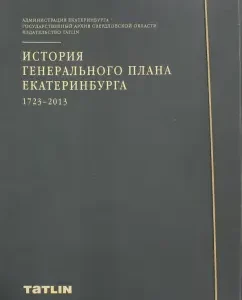 АДМИНИСТРАЦИЯ ЕКАТЕРИНБУРГА
ГОСУДАРСТВЕННЫЙ АРХИВ СВЕРДЛОВСКОЙ ОБЛАСТИ
ИЗДАТЕЛЬСТВО TATLIN
ИСТОРИЯ
ГЕНЕРАЛЬНОГО ПЛАНА
ЕКАТЕРИНБУРГА
1723–2013
TATLIN